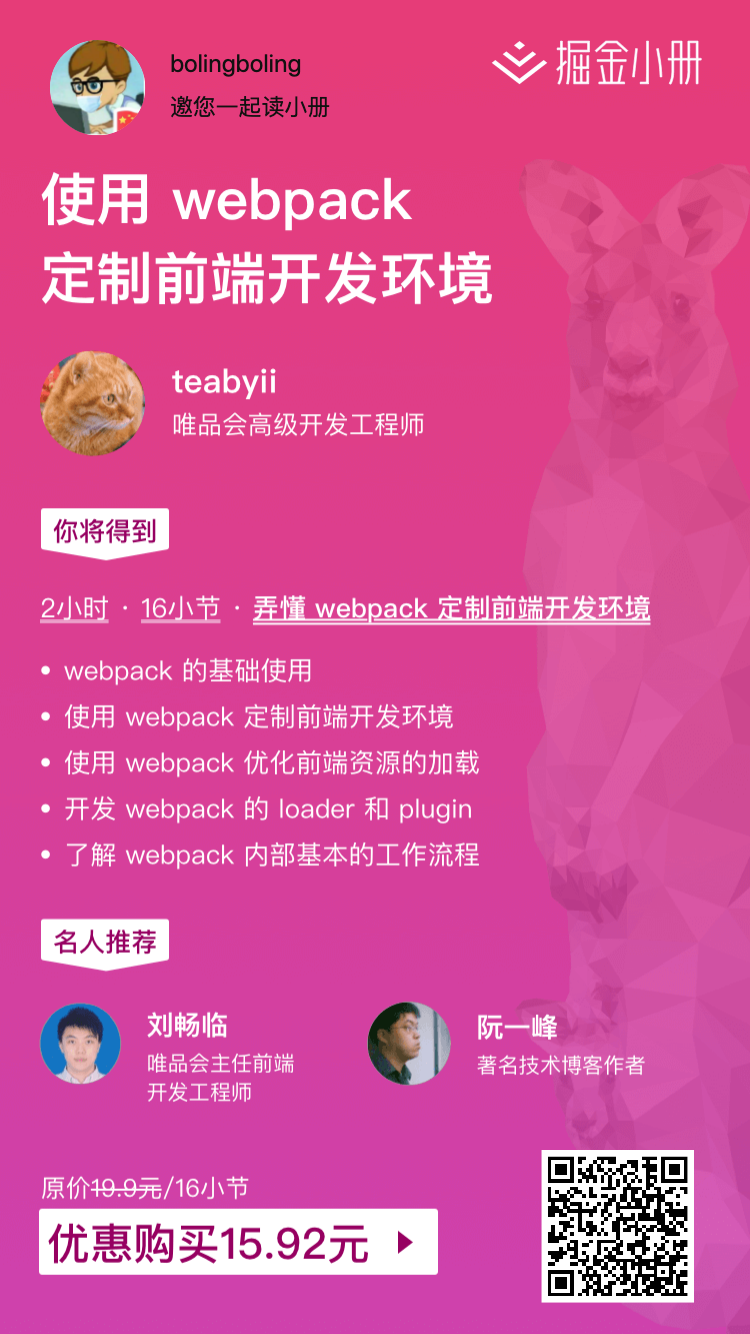 bolingboling
邀您一起读小册
掘金小册
使用 webpack
定制前端开发环境
teabyii
唯品会高级开发工程师
你将得到
2小时 · 16小节 · 弄懂 webpack 定制前端开发环境
• webpack 的基础使用
• 使用 webpack 定制前端开发环境
• 使用 webpack 优化前端资源的加载
• 开发 webpack 的 loader 和 plugin
• 了解 webpack 内部基本的工作流程
名人推荐
刘畅临
唯品会主任前端
开发工程师
阮一峰
著名技术博客作者
原价19.9元/16小节
优惠购买15.92元